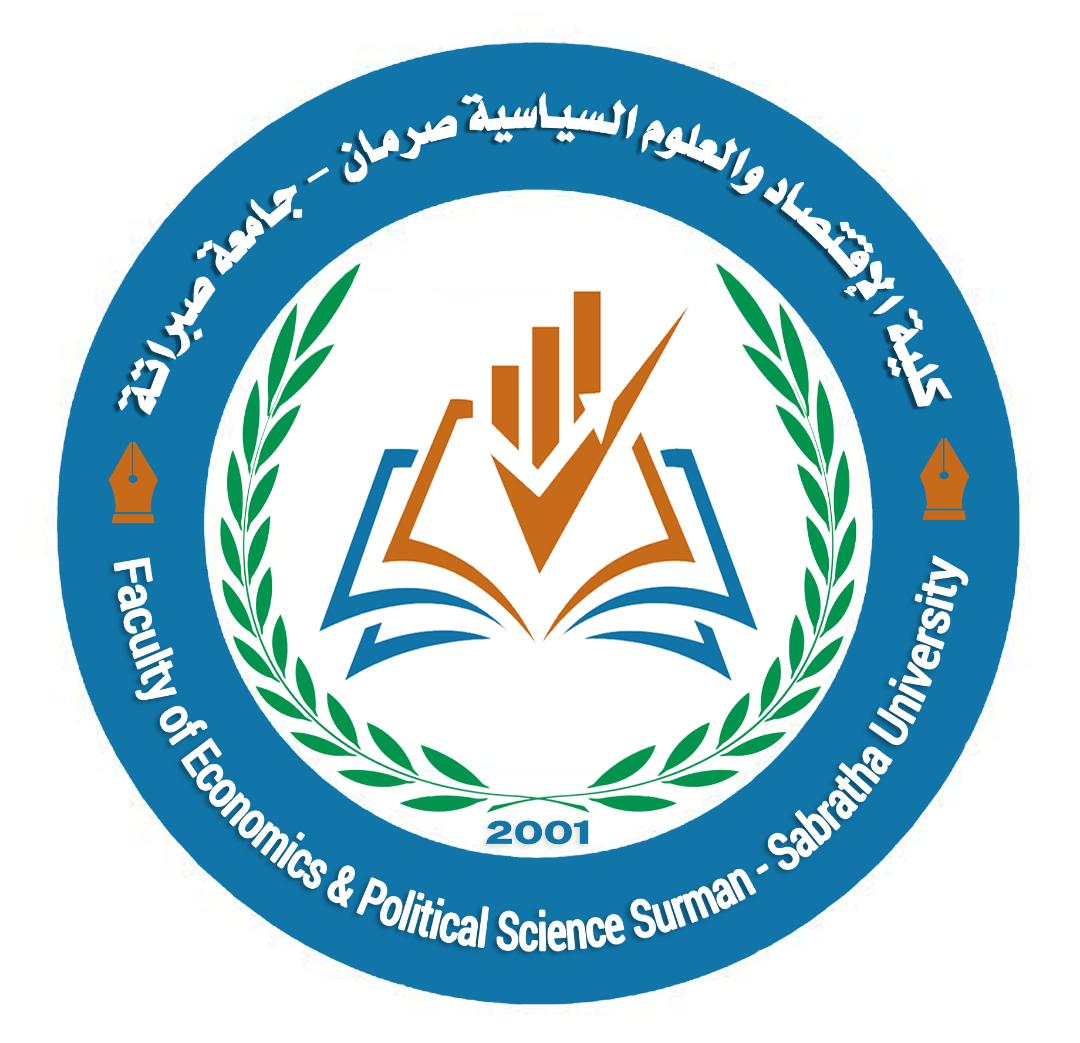 كلية الإقتصاد والعلوم السياسية صرمان - جامعة صبراتة
Faculty of Economics & Political Science Surman - Sabratha University
2001